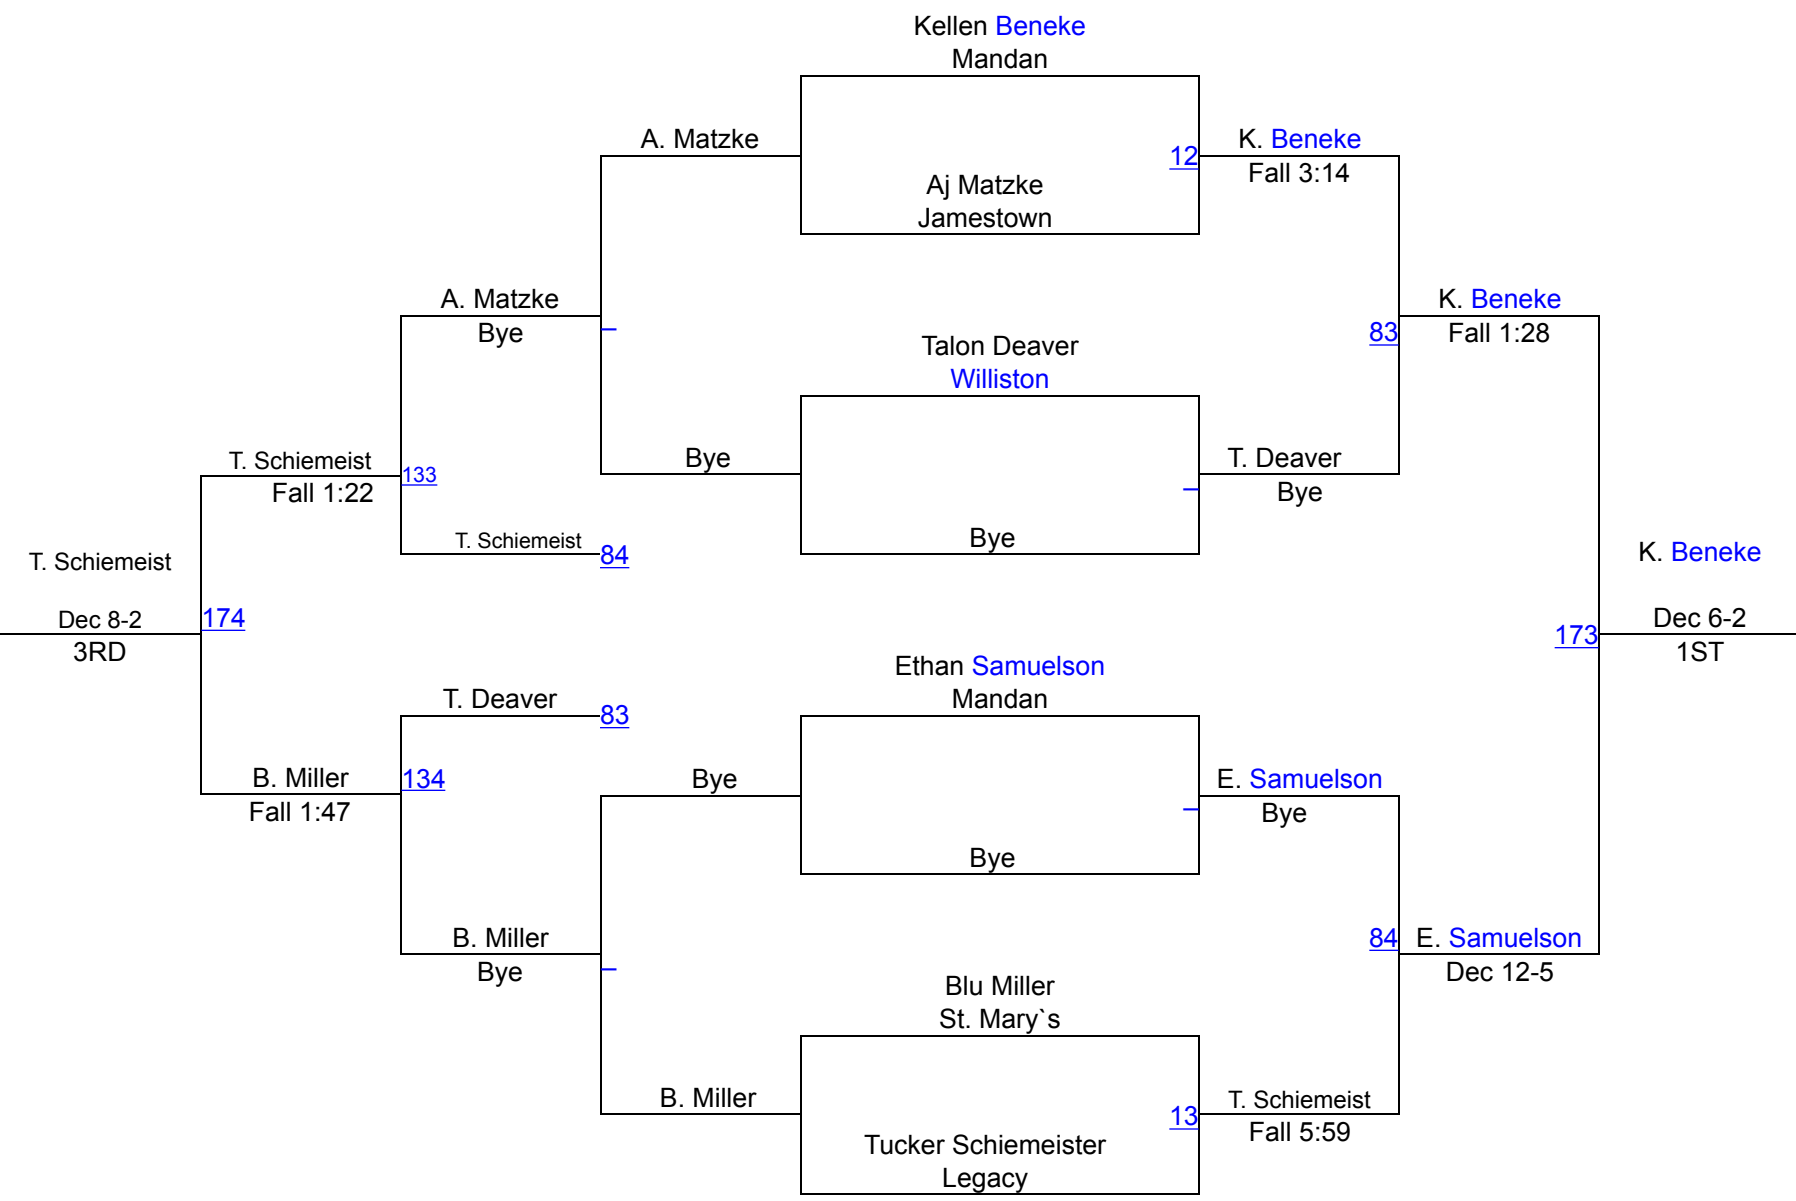 Kellen Beneke
Mandan
A. Matzke
12
K. Beneke
Fall 3:14
Aj Matzke
Jamestown
A. Matzke
Bye
K. Beneke
Fall 1:28
83
Talon Deaver
Williston
T. Schiemeist
Fall 1:22
133
Bye
T. Deaver
Bye
T. Schiemeist
84
Bye
T. Schiemeist
Dec 8-2
3RD
174
K. Beneke
Dec 6-2
1ST
173
Ethan Samuelson
Mandan
T. Deaver
83
B. Miller
Fall 1:47
134
Bye
E. Samuelson
Bye
Bye
B. Miller
Bye
84
E. Samuelson
Dec 12-5
Blu Miller
St. Mary`s
B. Miller
13
T. Schiemeist
Fall 5:59
Tucker Schiemeister
Legacy